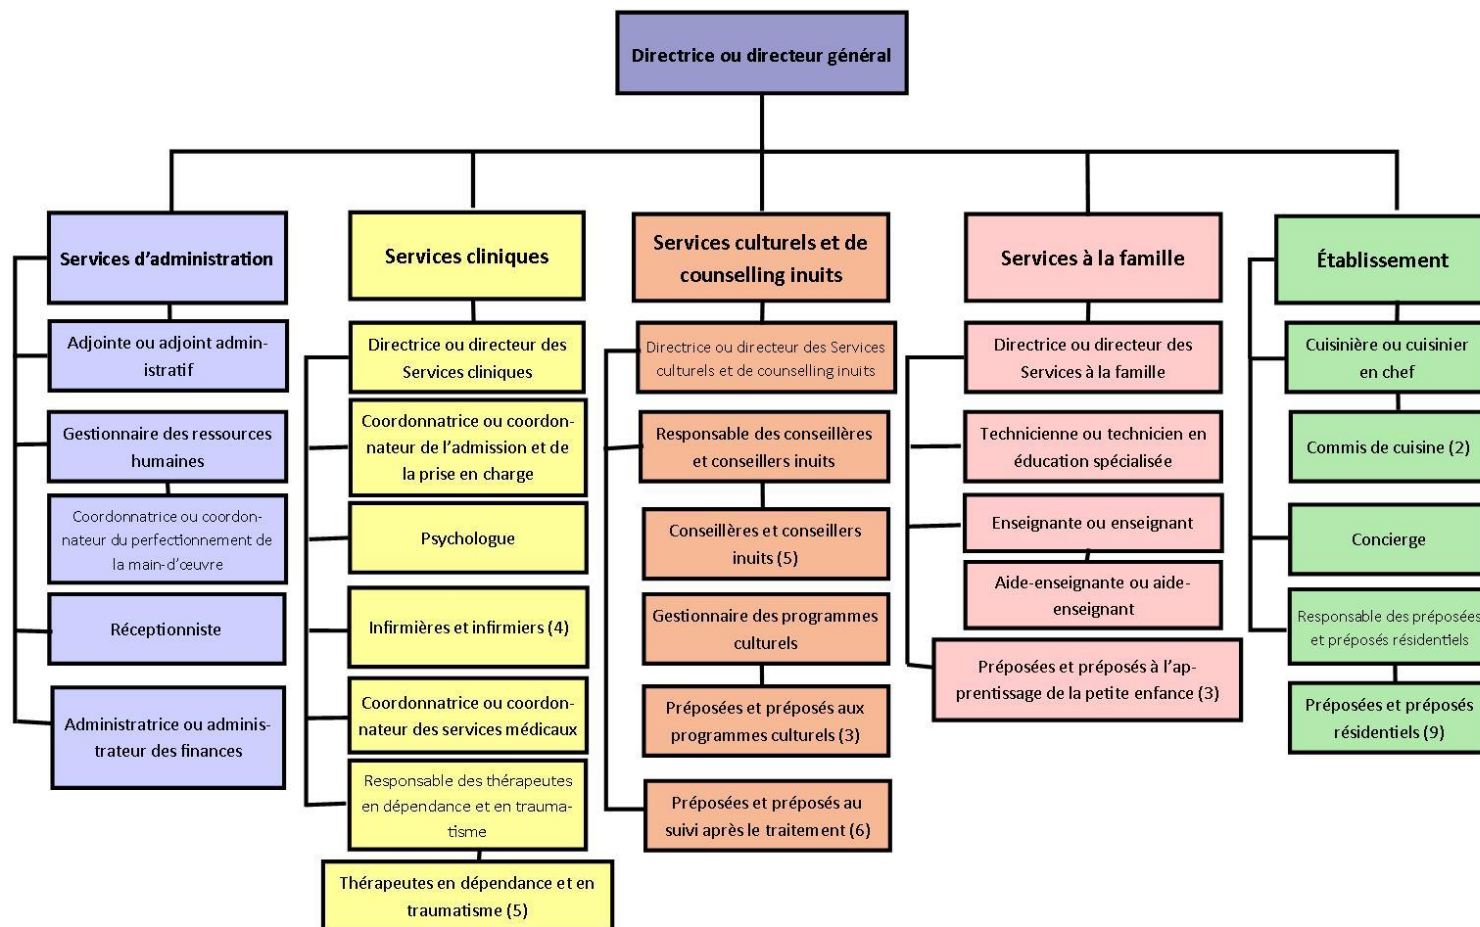 Directrice ou directeur général
Services d'administration
Adjointe ou adjoint admin-
istratif
Gestionnaire des ressources
humaines
Coordonnatrice ou coordon-
nateur du perfectionnement de
la main-d'œuvre
Réceptionniste
Administratrice ou adminis-
trateur des finances
Services cliniques
Directrice ou directeur des
Services cliniques
Coordonnatrice ou coordon-
nateur de l'admission et de
la prise en charge
Psychologue
Infirmières et infirmiers (4)
Coordonnatrice ou coordon-
nateur des services médicaux
Responsable des thérapeutes
en dépendance et en trauma-
tisme
Thérapeutes en dépendance et en
traumatisme (5)
Services culturels et de
counselling inuits
Directrice ou directeur des Services
culturels et de counselling inuits
Responsable des conseillères
et conseillers inuits
Conseillères et conseillers
inuits (5)
Gestionnaire des programmes
culturels
Préposées et préposés aux
programmes culturels (3)
Préposées et préposés au
suivi après le traitement (6)
Services à la famille
Directrice ou directeur des
Services à la famille
Technicienne ou technicien en
éducation spécialisée
Enseignante ou enseignant
Aide-enseignante ou aide-
enseignant
Préposées et préposés à l'ap-
prentissage de la petite enfance (3)
Établissement
Cuisinière ou cuisinier
en chef
Commis de cuisine (2)
Concierge
Responsable des préposées
et préposés résidentiels
Préposées et préposés
résidentiels (9)